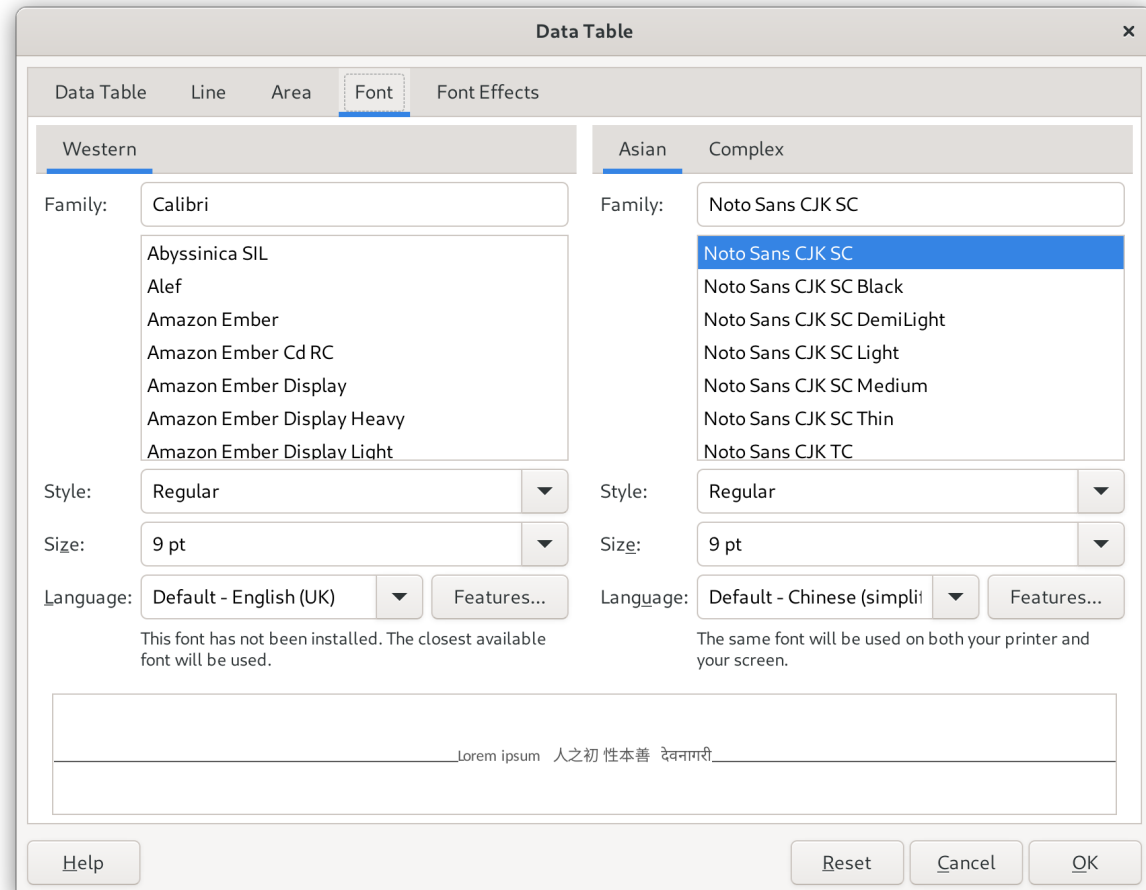 Data Table
Data Table Line Area Font Font Effects
Western
Family: Calibri
Abyssinica SIL
Alef
Amazon Ember
Amazon Ember Cd RC
Amazon Ember Display
Amazon Ember Display Heavy
Amazon Ember Display Light
Style: Regular
Size: 9 pt
Language: Default - English (UK) Features...
This font has not been installed. The closest available
font will be used.
Asian Complex
Family: Noto Sans CJK SC
Noto Sans CJK SC
Noto Sans CJK SC Black
Noto Sans CJK SC DemiLight
Noto Sans CJK SC Light
Noto Sans CJK SC Medium
Noto Sans CJK SC Thin
Noto Sans CJK TC
Style: Regular
Size: 9 pt
Language: Default - Chinese (simplif Features...
The same font will be used on both your printer and
your screen.
Lorem ipsum 人之初 性本善 देवनागरी
Help Reset Cancel OK